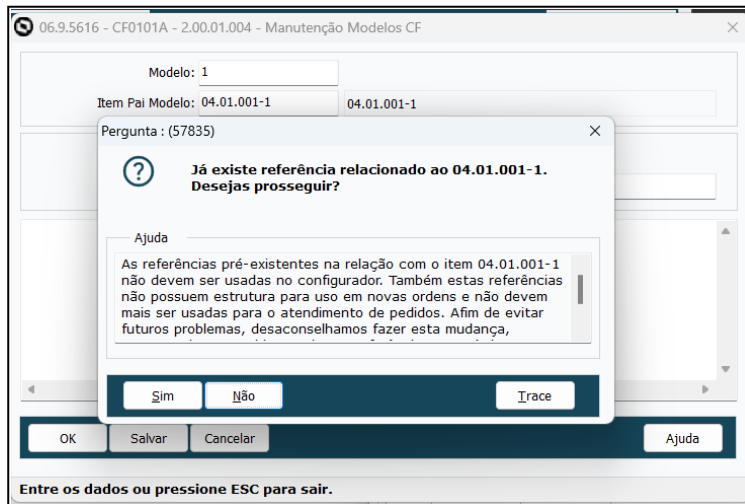 06.9.5616 - CF0101A - 2.00.01.004 - Manutenção Modelos CF
Modelo: 1
Item Pai Modelo: 04.01.001-1 04.01.001-1
Pergunta : (57835)
Já existe referência relacionado ao 04.01.001-1.
Desejas prosseguir?
Ajuda
As referências pré-existentes na relação com o item 04.01.001-1
não devem ser usadas no configurador. Também estas referências
não possuem estrutura para uso em novas ordens e não devem
mais ser usadas para o atendimento de pedidos. Afim de evitar
futuros problemas, desaconselhamos fazer esta mudança,
Sim Não Trace
OK Salvar Cancelar Ajuda
Entre os dados ou pressione ESC para sair.